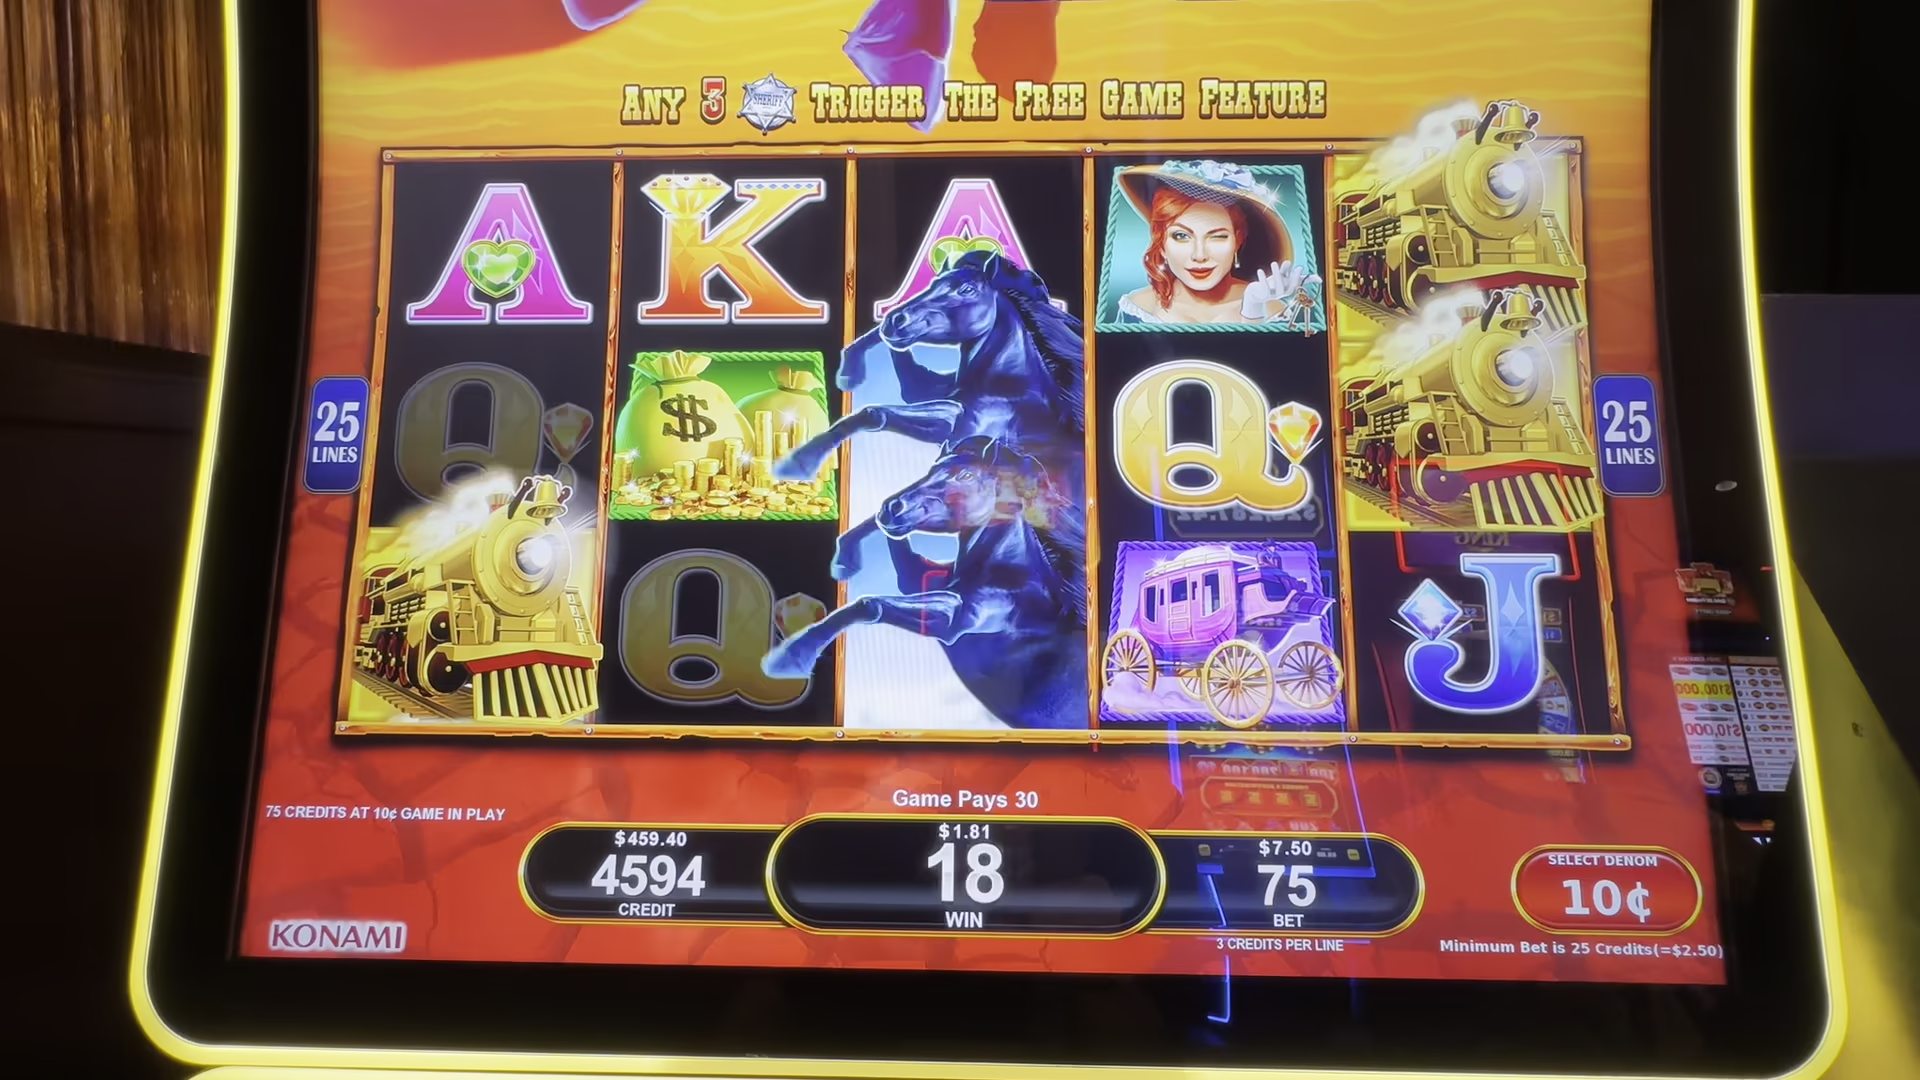 ANY 3 SHERIFF TRIGGER THE FREE GAME FEATURE
A K A
Q $ Q
Q J
25 LINES
25 LINES
Game Pays 30
75 CREDITS AT 10¢ GAME IN PLAY
$459.40
4594
CREDIT
$1.81
18
WIN
$7.50
75
BET
3 CREDITS PER LINE
SELECT DENOM
10¢
Minimum Bet is 25 Credits(=$2.50)
KONAMI